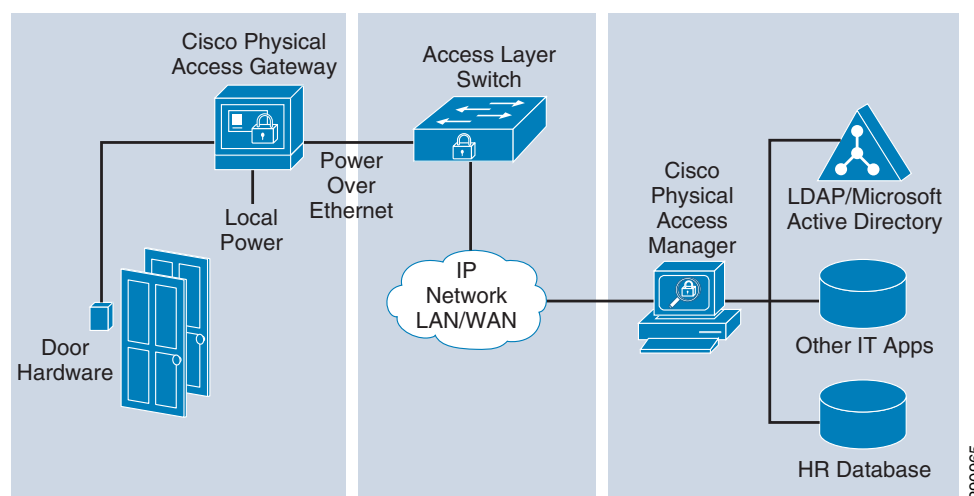 Cisco Physical
Access Gateway
Access Layer
Switch
Power
Over
Ethernet
Local
Power
Door
Hardware
IP
Network
LAN/WAN
Cisco
Physical
Access
Manager
LDAP/Microsoft
Active Directory
Other IT Apps
HR Database